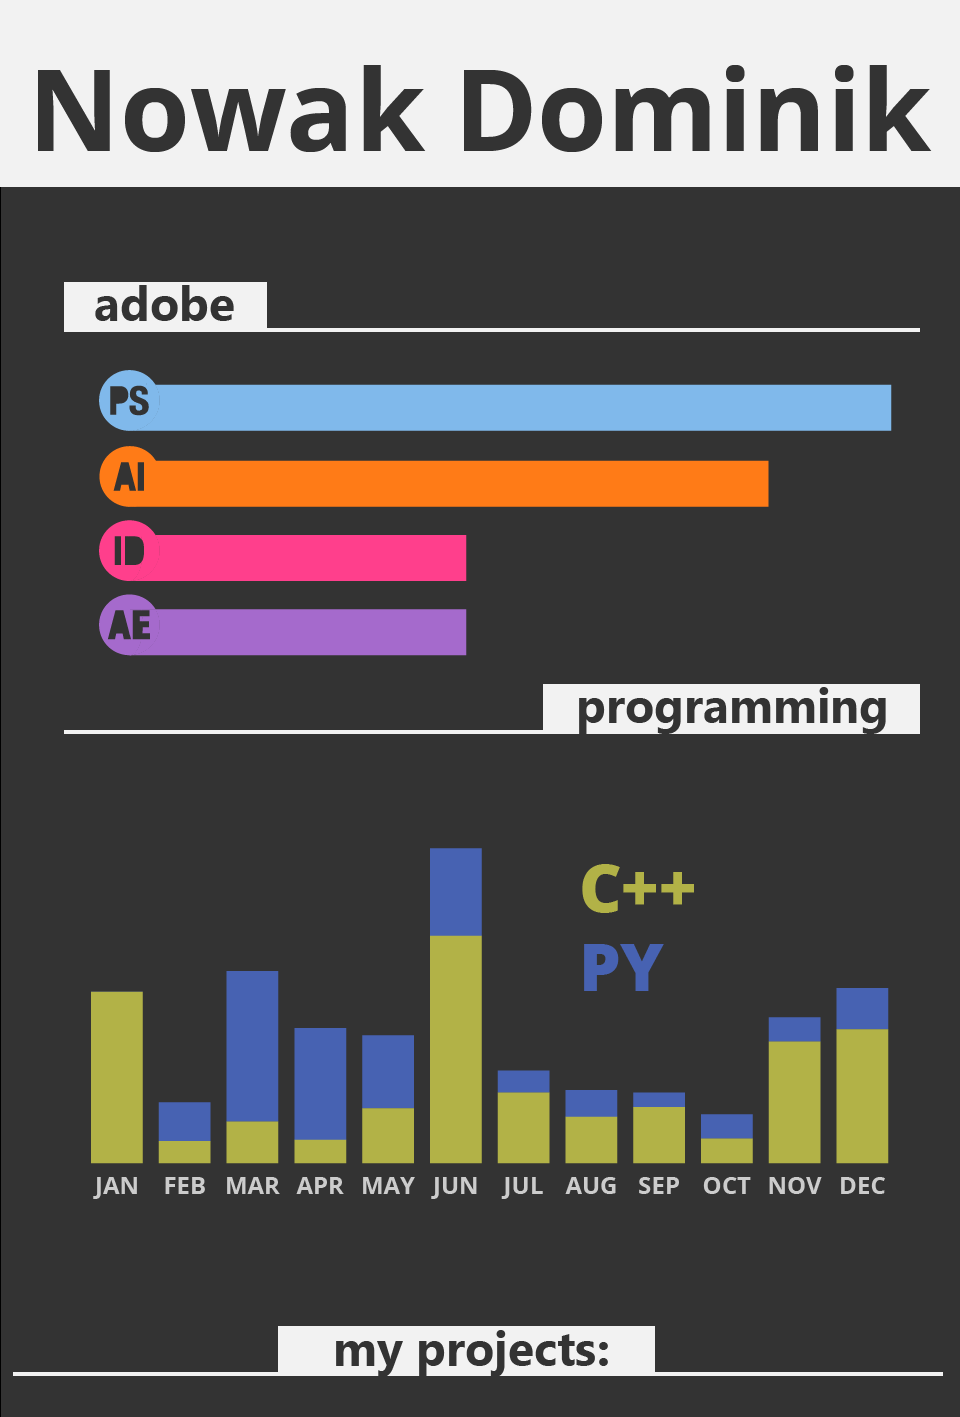 Nowak Dominik
adobe
PS
AI
ID
AE
programming
C++
PY
JAN FEB MAR APR MAY JUN JUL AUG SEP OCT NOV DEC
my projects: